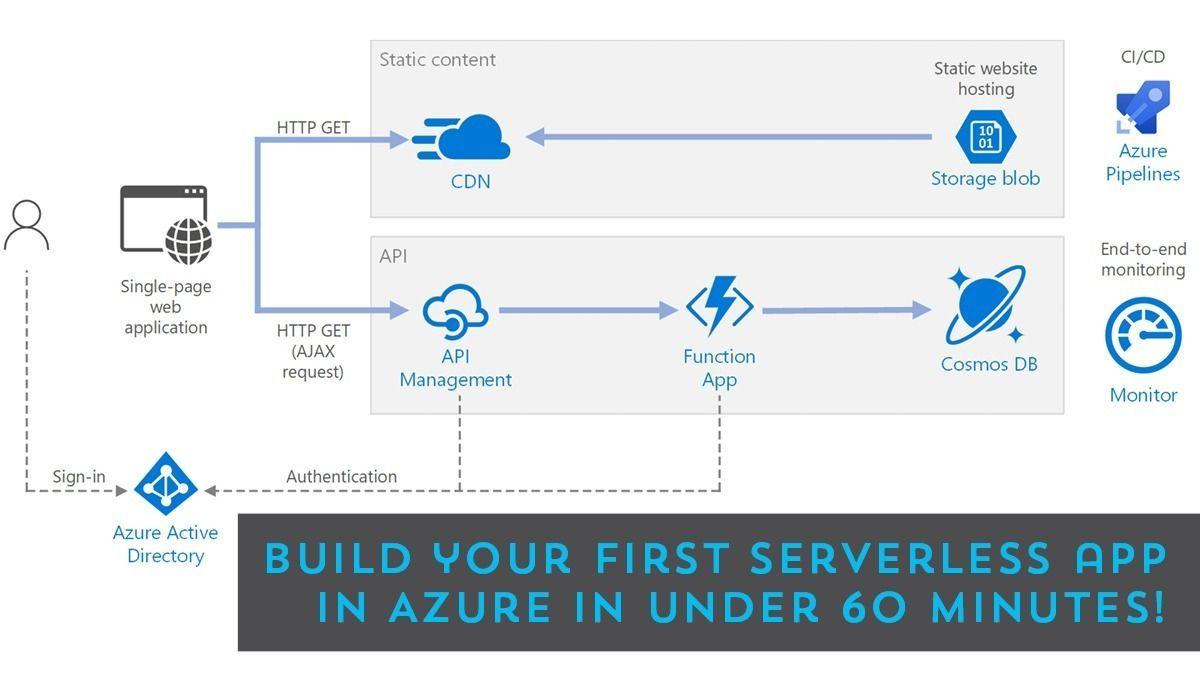 Static content
Static website
hosting
CI/CD
HTTP GET
10
01
CDN
Storage blob
Azure
Pipelines
Single-page
web
application
API
End-to-end
monitoring
HTTP GET
(AJAX
request)
API
Management
Function
App
Cosmos DB
Monitor
Sign-in
Authentication
Azure Active
Directory
BUILD YOUR FIRST SERVERLESS APP
IN AZURE IN UNDER 60 MINUTES!